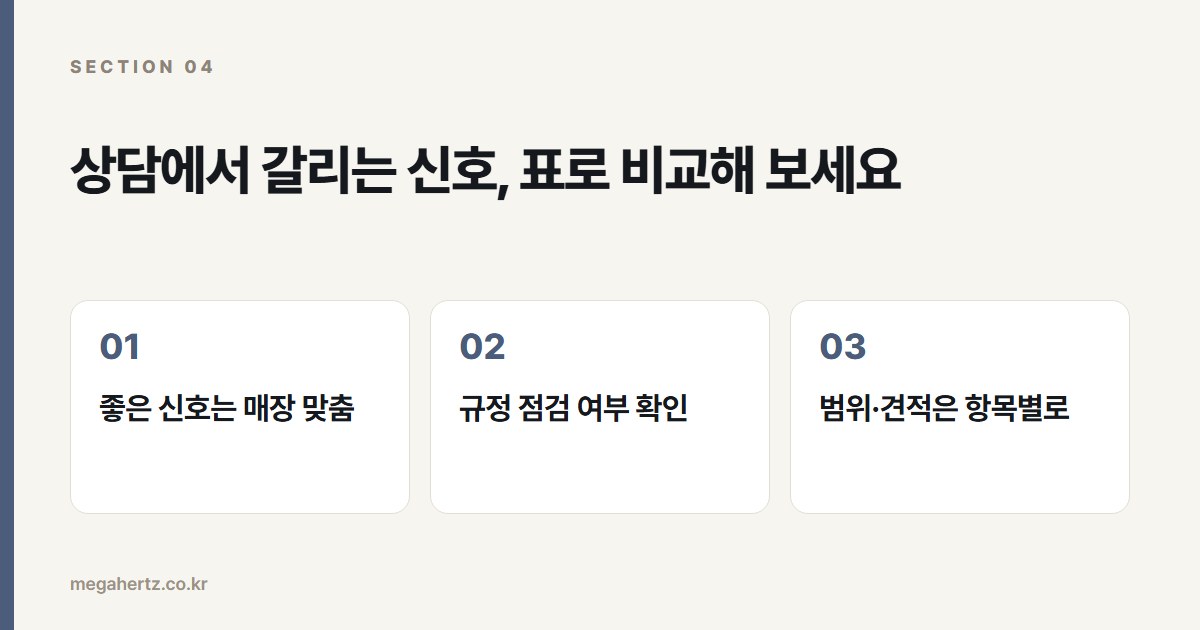 SECTION 04
상담에서 갈리는 신호, 표로 비교해 보세요
01
좋은 신호는 매장 맞춤
02
규정 점검 여부 확인
03
범위·견적은 항목별로
megahertz.co.kr